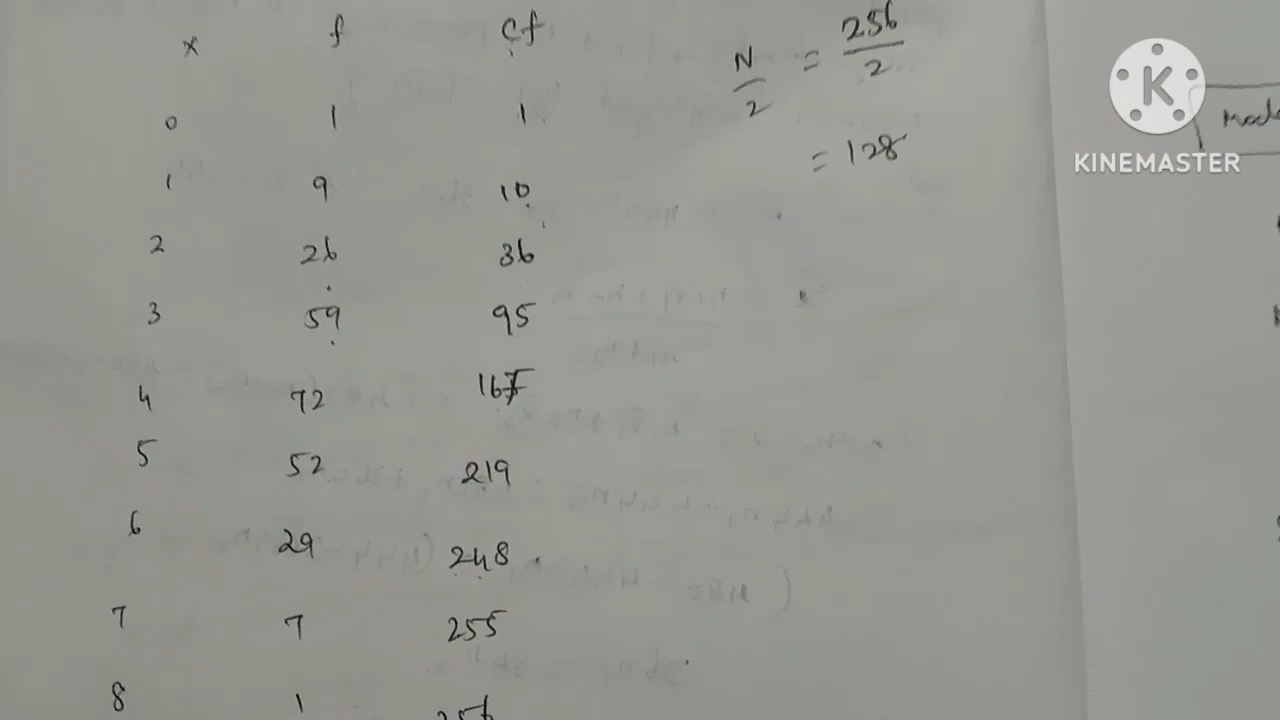 x f cf
0 1 1
1 9 10
2 26 36
3 59 95
4 72 167
5 52 219
6 29 248
7 7 255
8 1 256
N/2 = 256/2
= 128
K
KINEMASTER